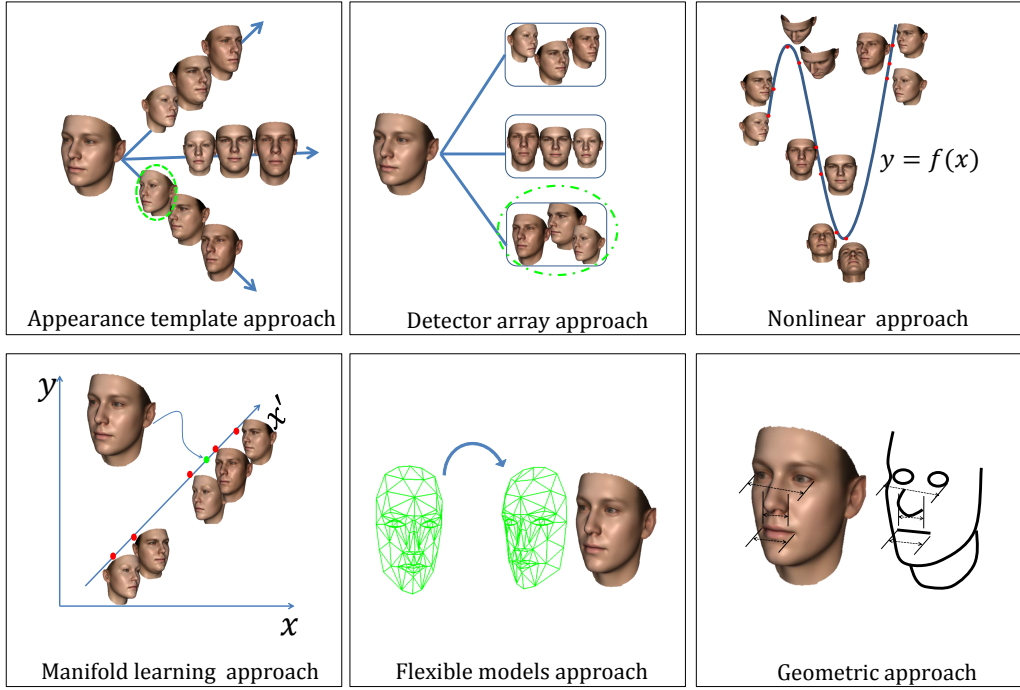 Appearance template approach
Detector array approach
y = f(x)
Nonlinear approach
y
x'
x
Manifold learning approach
Flexible models approach
Geometric approach